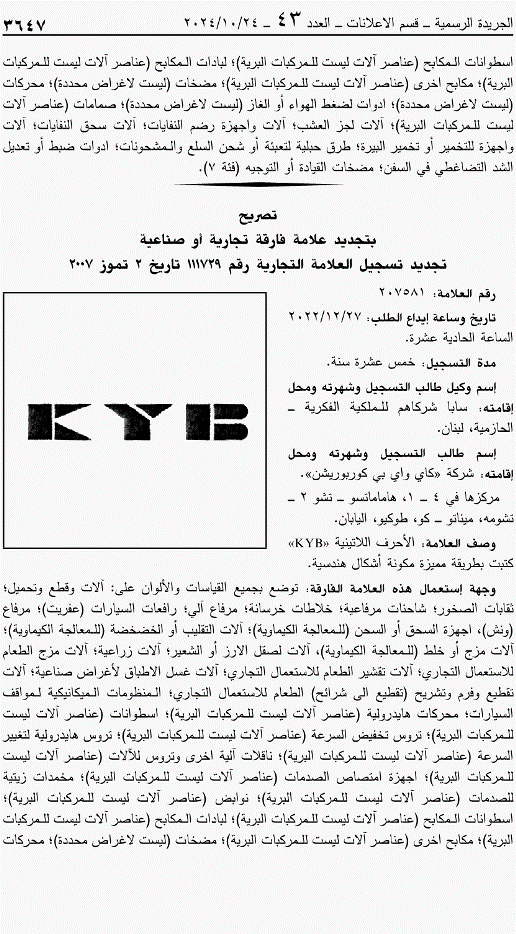 الجريدة الرسمية ــ قسم الاعلانات ــ العدد ٤٣ ــ ٢٠٢٤/١٠/٢٤
٣٦٤٧
اسطوانات المكابح (عناصر آلات ليست للمركبات البرية)؛ لبادات المكابح (عناصر آلات ليست للمركبات
البرية)؛ مكابح اخرى (عناصر آلات ليست للمركبات البرية)؛ مضخات (ليست لاغراض محددة)؛ محركات
(ليست لاغراض محددة)؛ ادوات لضغط الهواء أو الغاز (ليست لاغراض محددة)؛ صمامات (عناصر آلات
ليست للمركبات البرية)؛ آلات لجز العشب؛ آلات واجهزة رضم النفايات؛ آلات سحق النفايات؛ آلات
واجهزة للتخمير أو تخمير البيرة؛ طرق حبلية لتعبئة أو شحن السلع والمشحونات؛ ادوات ضبط أو تعديل
الشد التضاغطي في السفن؛ مضخات القيادة أو التوجيه (فئة ٧).
تصريح
بتجديد علامة فارقة تجارية أو صناعية
تجديد تسجيل العلامة التجارية رقم ١١١٧٣٩ تاريخ ٢ تموز ٢٠٠٧
رقم العلامة: ٢٠٧٥٨١
تاريخ وساعة إيداع الطلب: ٢٠٢٢/١٢/٢٧
الساعة الحادية عشرة.
مدة التسجيل: خمس عشرة سنة.
إسم وكيل طالب التسجيل وشهرته ومحل
إقامته: سابا شركاهم للملكية الفكرية ــ
الحازمية، لبنان.
إسم طالب التسجيل وشهرته ومحل
إقامته: شركة «كاي واي بي كوربوريشن».
مركزها في ٤ ــ ١، هاماماتسو ــ تشو ٢ ــ
تشومه، ميناتو ــ كو، طوكيو، اليابان.
وصف العلامة: الأحرف اللاتينية «KYB»
كتبت بطريقة مميزة مكونة أشكال هندسية.
KYB
وجهة إستعمال هذه العلامة الفارقة: توضع بجميع القياسات والألوان على: آلات وقطع وتحميل؛
ثقابات الصخور؛ شاحنات مرفاعية؛ خلاطات خرسانة؛ مرفاع آلي؛ رافعات السيارات (عفريت)؛ مرفاع
(ونش)، اجهزة السحق أو السحن (للمعالجة الكيماوية)؛ آلات التقليب أو الخضخضة (للمعالجة الكيماوية)؛
آلات مزج أو خلط (للمعالجة الكيماوية)، آلات لصقل الارز أو الشعير؛ آلات زراعية؛ آلات مزج الطعام
للاستعمال التجاري؛ آلات تقشير الطعام للاستعمال التجاري؛ آلات غسل الاطباق لأغراض صناعية؛ آلات
تقطيع وفرم وتشريح (تقطيع الى شرائح) الطعام للاستعمال التجاري؛ المنظومات الميكانيكية لمواقف
السيارات؛ محركات هايدرولية (عناصر آلات ليست للمركبات البرية)؛ اسطوانات (عناصر آلات ليست
للمركبات البرية)؛ تروس تخفيض السرعة (عناصر آلات ليست للمركبات البرية)؛ تروس هايدرولية لتغيير
السرعة (عناصر آلات ليست للمركبات البرية)؛ ناقلات آلية اخرى وتروس للآلات (عناصر آلات ليست
للمركبات البرية)؛ اجهزة امتصاص الصدمات (عناصر آلات ليست للمركبات البرية)؛ مخمدات زيتية
للصدمات (عناصر آلات ليست للمركبات البرية)؛ نوابض (عناصر آلات ليست للمركبات البرية)؛
اسطوانات المكابح (عناصر آلات ليست للمركبات البرية)؛ لبادات المكابح (عناصر آلات ليست للمركبات
البرية)؛ مكابح اخرى (عناصر آلات ليست للمركبات البرية)؛ مضخات (ليست لاغراض محددة)؛ محركات